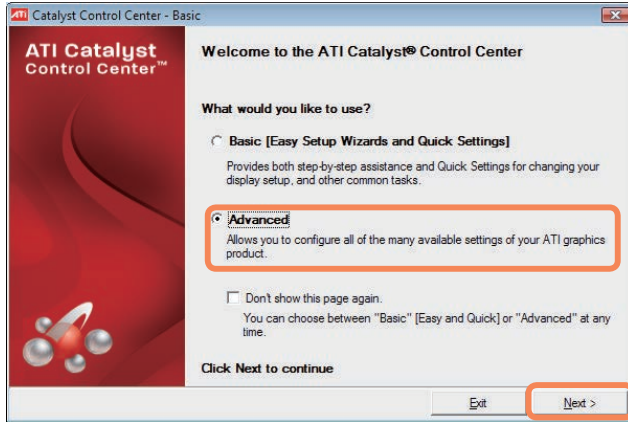 ATI Catalyst Control Center - Basic
ATI Catalyst
Control Center™
Welcome to the ATI Catalyst® Control Center
What would you like to use?
Basic [Easy Setup Wizards and Quick Settings]
Provides both step-by-step assistance and Quick Settings for changing your
display setup, and other common tasks.
Advanced
Allows you to configure all of the many available settings of your ATI graphics
product.
Don't show this page again.
You can choose between "Basic" [Easy and Quick] or "Advanced" at any
time.
Click Next to continue
Exit
Next >